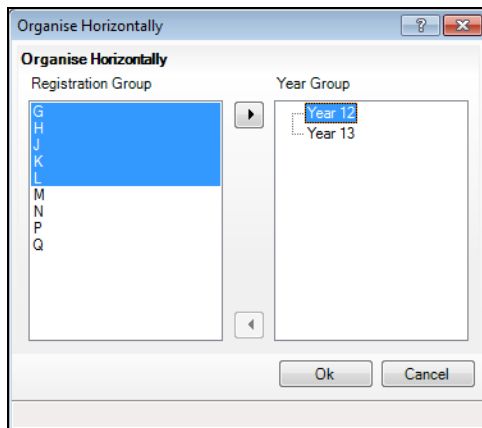 Organise Horizontally
?
Organise Horizontally
Registration Group
Year Group
G
H
J
K
L
M
N
P
Q
Year 12
Year 13
Ok
Cancel